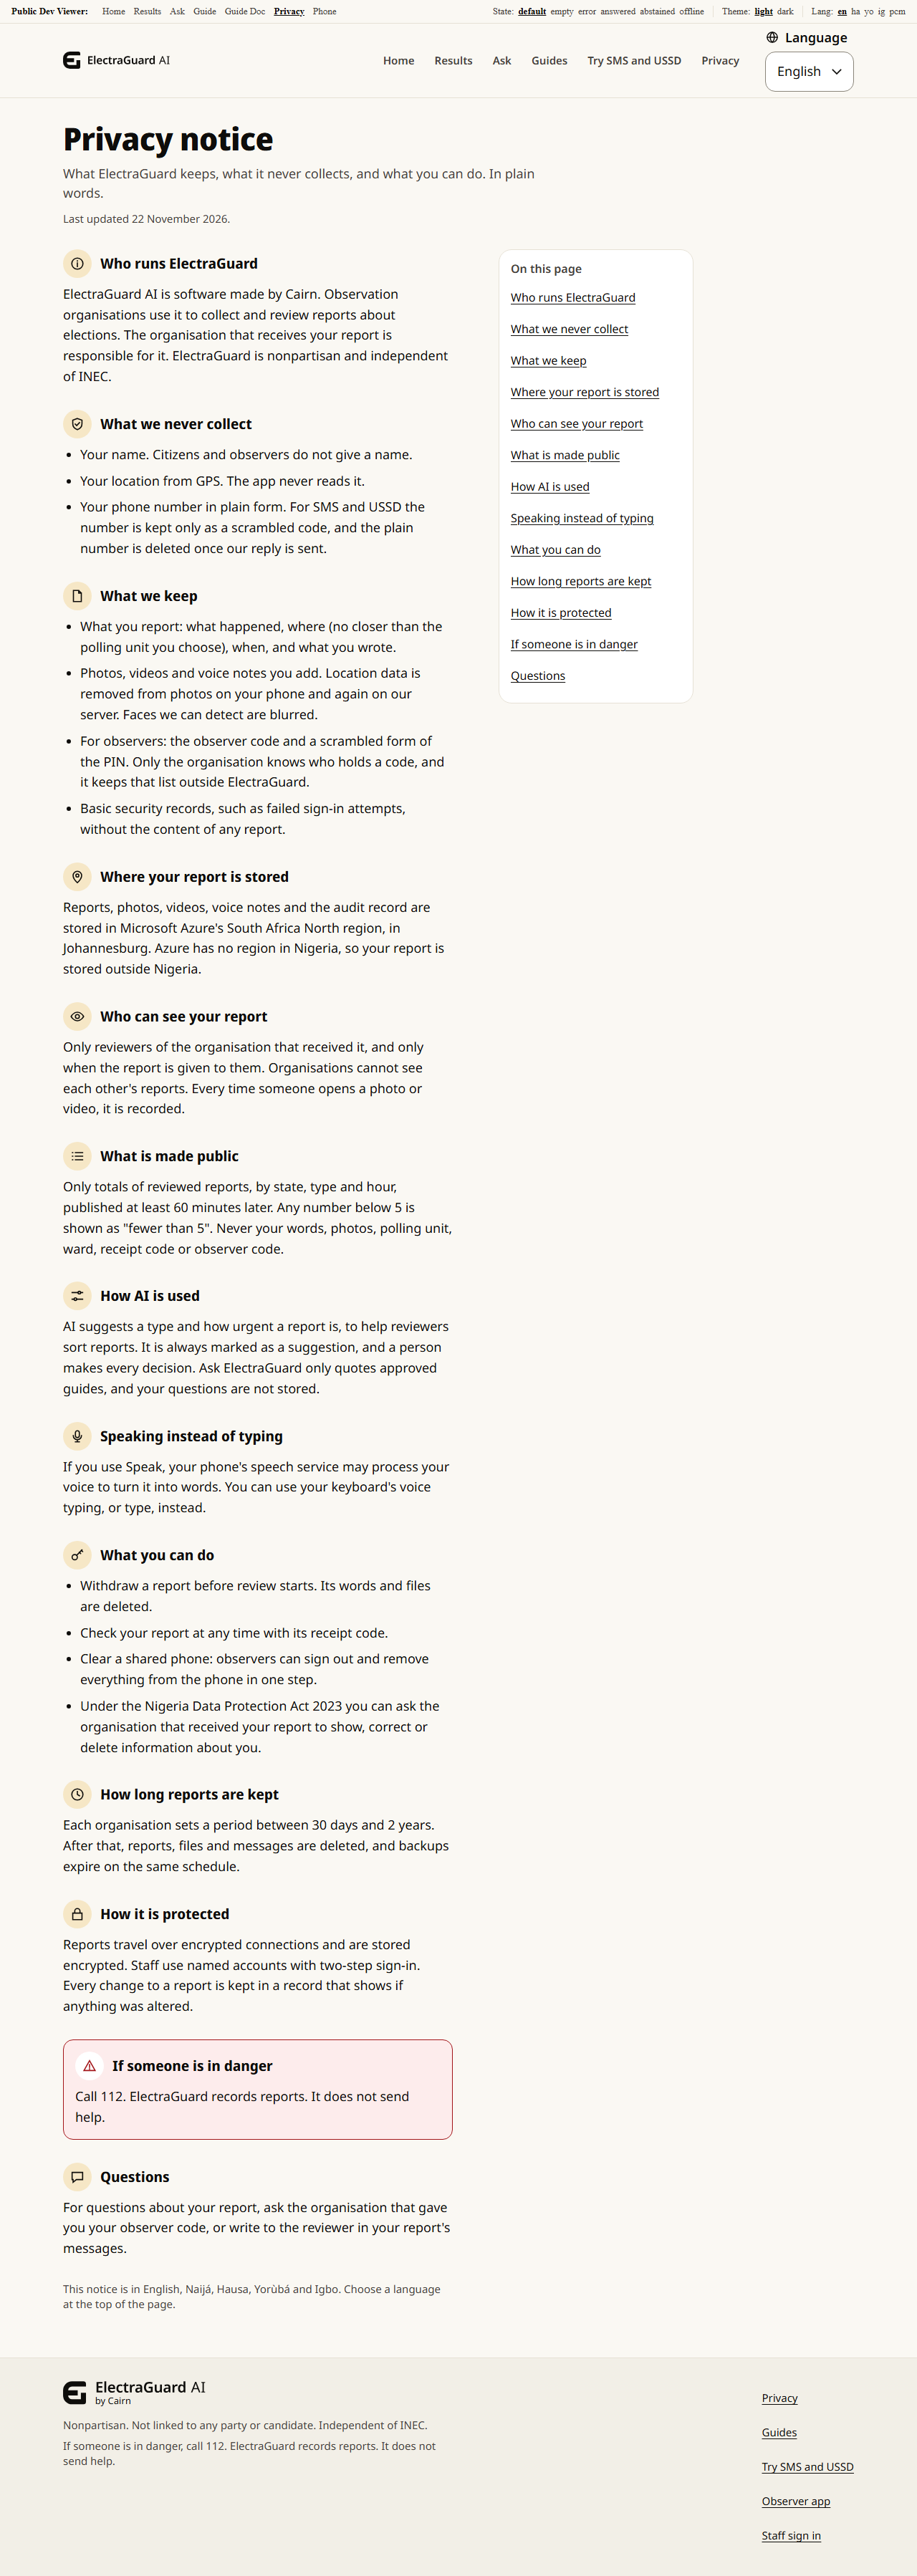 Public Dev Viewer: Home Results Ask Guide Guide Doc Privacy Phone State: default empty error answered abstained offline Theme: light dark Lang: en ha yo ig pcm
ElectraGuard AI
Home Results Ask Guides Try SMS and USSD Privacy
Language
English
Privacy notice
What ElectraGuard keeps, what it never collects, and what you can do. In plain
words.
Last updated 22 November 2026.
Who runs ElectraGuard
ElectraGuard AI is software made by Cairn. Observation
organisations use it to collect and review reports about
elections. The organisation that receives your report is
responsible for it. ElectraGuard is nonpartisan and independent
of INEC.
What we never collect
• Your name. Citizens and observers do not give a name.
• Your location from GPS. The app never reads it.
• Your phone number in plain form. For SMS and USSD the
number is kept only as a scrambled code, and the plain
number is deleted once our reply is sent.
What we keep
• What you report: what happened, where (no closer than the
polling unit you choose), when, and what you wrote.
• Photos, videos and voice notes you add. Location data is
removed from photos on your phone and again on our
server. Faces we can detect are blurred.
• For observers: the observer code and a scrambled form of
the PIN. Only the organisation knows who holds a code, and
it keeps that list outside ElectraGuard.
• Basic security records, such as failed sign-in attempts,
without the content of any report.
Where your report is stored
Reports, photos, videos, voice notes and the audit record are
stored in Microsoft Azure's South Africa North region, in
Johannesburg. Azure has no region in Nigeria, so your report is
stored outside Nigeria.
Who can see your report
Only reviewers of the organisation that received it, and only
when the report is given to them. Organisations cannot see
each other's reports. Every time someone opens a photo or
video, it is recorded.
What is made public
Only totals of reviewed reports, by state, type and hour,
published at least 60 minutes later. Any number below 5 is
shown as "fewer than 5". Never your words, photos, polling unit,
ward, receipt code or observer code.
How AI is used
AI suggests a type and how urgent a report is, to help reviewers
sort reports. It is always marked as a suggestion, and a person
makes every decision. Ask ElectraGuard only quotes approved
guides, and your questions are not stored.
Speaking instead of typing
If you use Speak, your phone's speech service may process your
voice to turn it into words. You can use your keyboard's voice
typing, or type, instead.
What you can do
• Withdraw a report before review starts. Its words and files
are deleted.
• Check your report at any time with its receipt code.
• Clear a shared phone: observers can sign out and remove
everything from the phone in one step.
• Under the Nigeria Data Protection Act 2023 you can ask the
organisation that received your report to show, correct or
delete information about you.
How long reports are kept
Each organisation sets a period between 30 days and 2 years.
After that, reports, files and messages are deleted, and backups
expire on the same schedule.
How it is protected
Reports travel over encrypted connections and are stored
encrypted. Staff use named accounts with two-step sign-in.
Every change to a report is kept in a record that shows if
anything was altered.
If someone is in danger
Call 112. ElectraGuard records reports. It does not send
help.
Questions
For questions about your report, ask the organisation that gave
you your observer code, or write to the reviewer in your report's
messages.
This notice is in English, Naijá, Hausa, Yorùbá and Igbo. Choose a language
at the top of the page.
On this page
Who runs ElectraGuard
What we never collect
What we keep
Where your report is stored
Who can see your report
What is made public
How AI is used
Speaking instead of typing
What you can do
How long reports are kept
How it is protected
If someone is in danger
Questions
ElectraGuard AI
by Cairn
Nonpartisan. Not linked to any party or candidate. Independent of INEC.
If someone is in danger, call 112. ElectraGuard records reports. It does not
send help.
Privacy
Guides
Try SMS and USSD
Observer app
Staff sign in